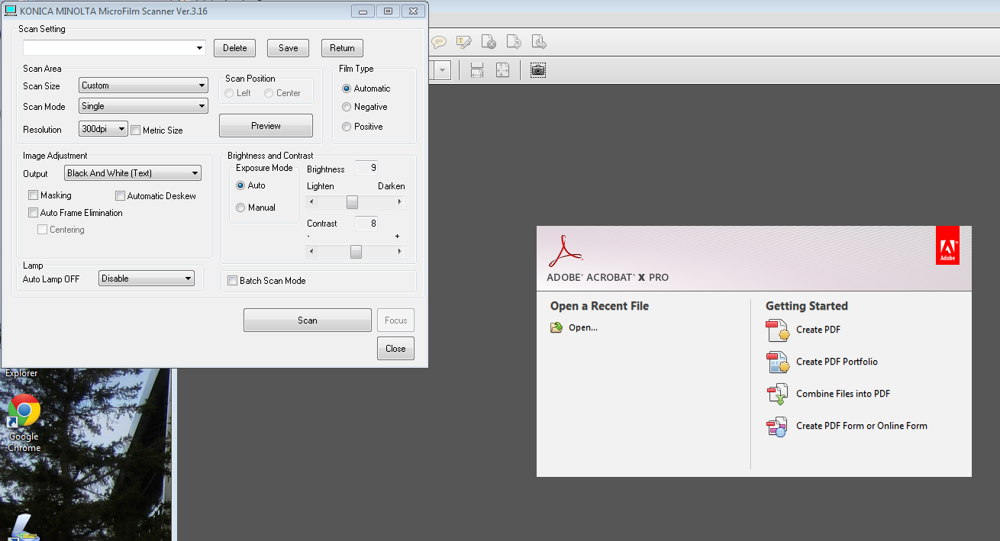 KONICA MINOLTA MicroFilm Scanner Ver.3.16
Scan Setting
Delete
Save
Return
Scan Area
Scan Size
Custom
Scan Mode
Single
Resolution
300dpi
Metric Size
Scan Position
Left
Center
Preview
Film Type
Automatic
Negative
Positive
Image Adjustment
Output
Black And White (Text)
Masking
Automatic Deskew
Auto Frame Elimination
Centering
Brightness and Contrast
Exposure Mode
Auto
Manual
Brightness
9
Lighten
Darken
Contrast
8
-
+
Lamp
Auto Lamp OFF
Disable
Batch Scan Mode
Scan
Focus
Close
Explorer
Google
Chrome
ADOBE® ACROBAT® X PRO
Adobe
Open a Recent File
Open...
Getting Started
Create PDF
Create PDF Portfolio
Combine Files into PDF
Create PDF Form or Online Form